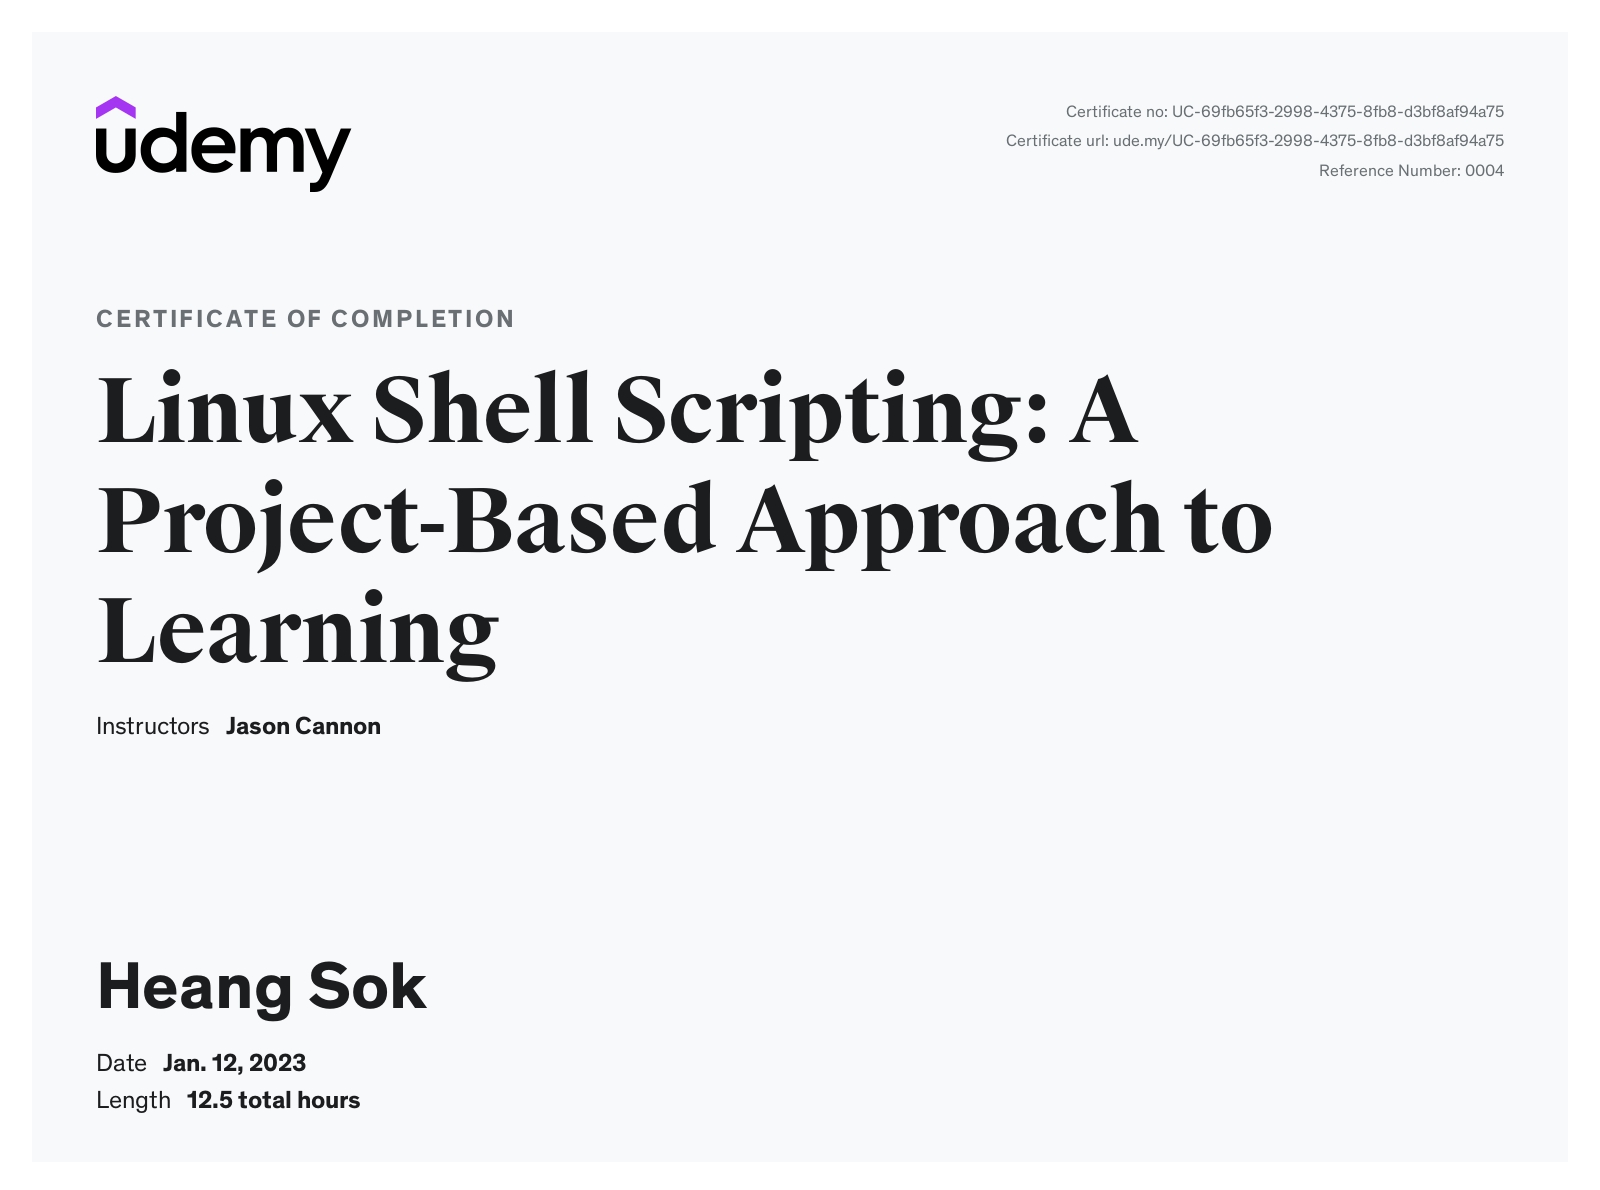 udemy
Certificate no: UC-69fb65f3-2998-4375-8fb8-d3bf8af94a75
Certificate url: ude.my/UC-69fb65f3-2998-4375-8fb8-d3bf8af94a75
Reference Number: 0004
CERTIFICATE OF COMPLETION
Linux Shell Scripting: A
Project-Based Approach to
Learning
Instructors Jason Cannon
Heang Sok
Date Jan. 12, 2023
Length 12.5 total hours